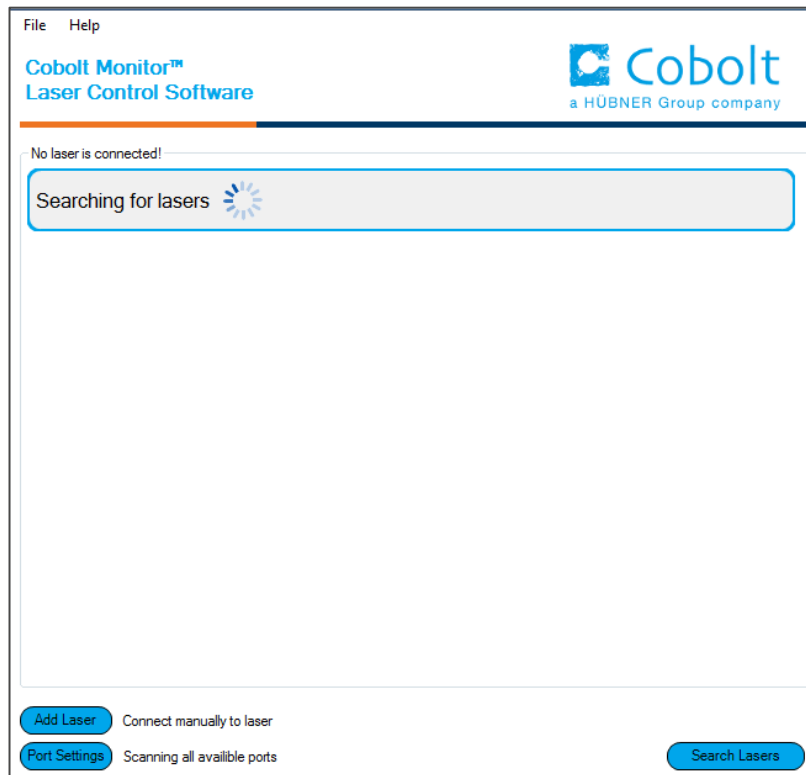 File Help
Cobolt Monitor™
Laser Control Software
Cobolt
a HÜBNER Group company
No laser is connected!
Searching for lasers
Add Laser Connect manually to laser
Port Settings Scanning all availible ports
Search Lasers